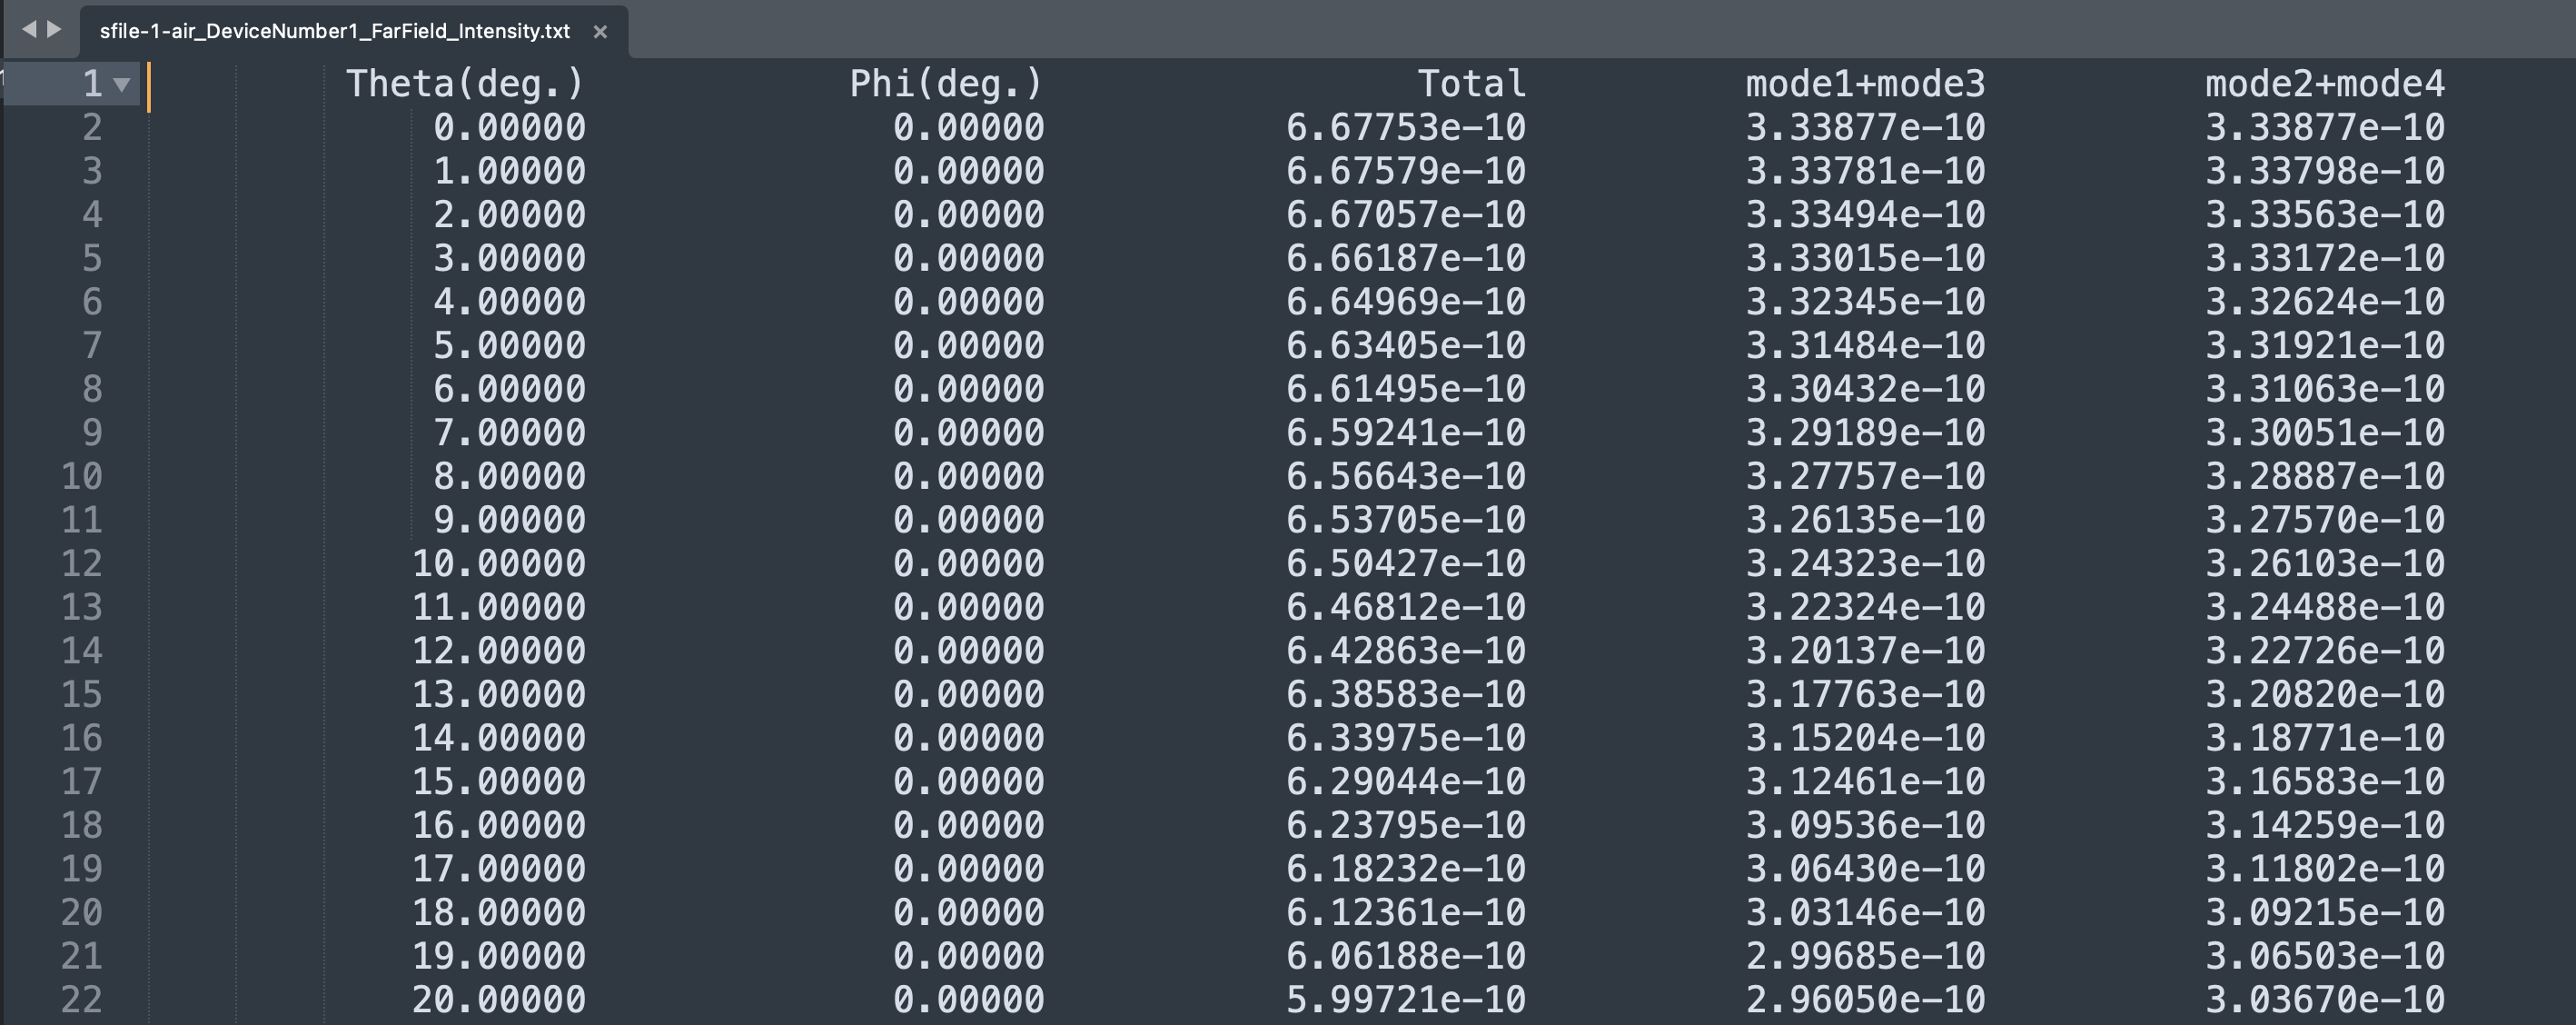 sfile-1-air_DeviceNumber1_FarField_Intensity.txt ×
1 Theta(deg.) Phi(deg.) Total mode1+mode3 mode2+mode4
2 0.00000 0.00000 6.67753e-10 3.33877e-10 3.33877e-10
3 1.00000 0.00000 6.67579e-10 3.33781e-10 3.33798e-10
4 2.00000 0.00000 6.67057e-10 3.33494e-10 3.33563e-10
5 3.00000 0.00000 6.66187e-10 3.33015e-10 3.33172e-10
6 4.00000 0.00000 6.64969e-10 3.32345e-10 3.32624e-10
7 5.00000 0.00000 6.63405e-10 3.31484e-10 3.31921e-10
8 6.00000 0.00000 6.61495e-10 3.30432e-10 3.31063e-10
9 7.00000 0.00000 6.59241e-10 3.29189e-10 3.30051e-10
10 8.00000 0.00000 6.56643e-10 3.27757e-10 3.28887e-10
11 9.00000 0.00000 6.53705e-10 3.26135e-10 3.27570e-10
12 10.00000 0.00000 6.50427e-10 3.24323e-10 3.26103e-10
13 11.00000 0.00000 6.46812e-10 3.22324e-10 3.24488e-10
14 12.00000 0.00000 6.42863e-10 3.20137e-10 3.22726e-10
15 13.00000 0.00000 6.38583e-10 3.17763e-10 3.20820e-10
16 14.00000 0.00000 6.33975e-10 3.15204e-10 3.18771e-10
17 15.00000 0.00000 6.29044e-10 3.12461e-10 3.16583e-10
18 16.00000 0.00000 6.23795e-10 3.09536e-10 3.14259e-10
19 17.00000 0.00000 6.18232e-10 3.06430e-10 3.11802e-10
20 18.00000 0.00000 6.12361e-10 3.03146e-10 3.09215e-10
21 19.00000 0.00000 6.06188e-10 2.99685e-10 3.06503e-10
22 20.00000 0.00000 5.99721e-10 2.96050e-10 3.03670e-10